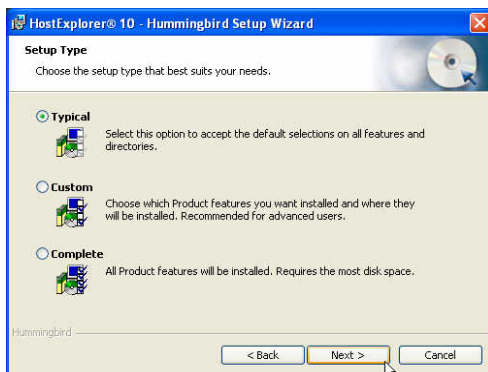 HostExplorer® 10 - Hummingbird Setup Wizard
Setup Type
Choose the setup type that best suits your needs.
Typical
Select this option to accept the default selections on all features and
directories.
Custom
Choose which Product features you want installed and where they
will be installed. Recommended for advanced users.
Complete
All Product features will be installed. Requires the most disk space.
Hummingbird
< Back Next > Cancel